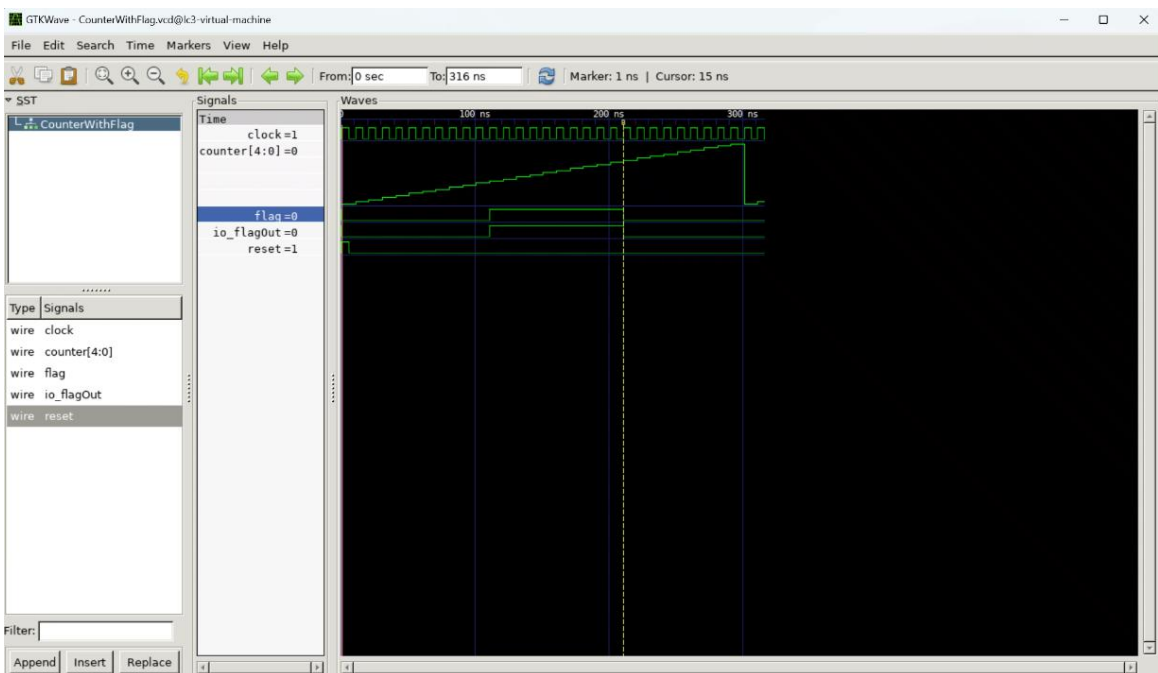 GTKWave - CounterWithFlag.vcd@lc3-virtual-machine
File Edit Search Time Markers View Help
From: 0 sec To: 316 ns Marker: 1 ns | Cursor: 15 ns
SST
CounterWithFlag
Type Signals
wire clock
wire counter[4:0]
wire flag
wire io_flagOut
wire reset
Filter:
Append Insert Replace
Signals
Time
clock=1
counter[4:0]=0
flag=0
io_flagOut=0
reset=1
Waves
100 ns 200 ns 300 ns